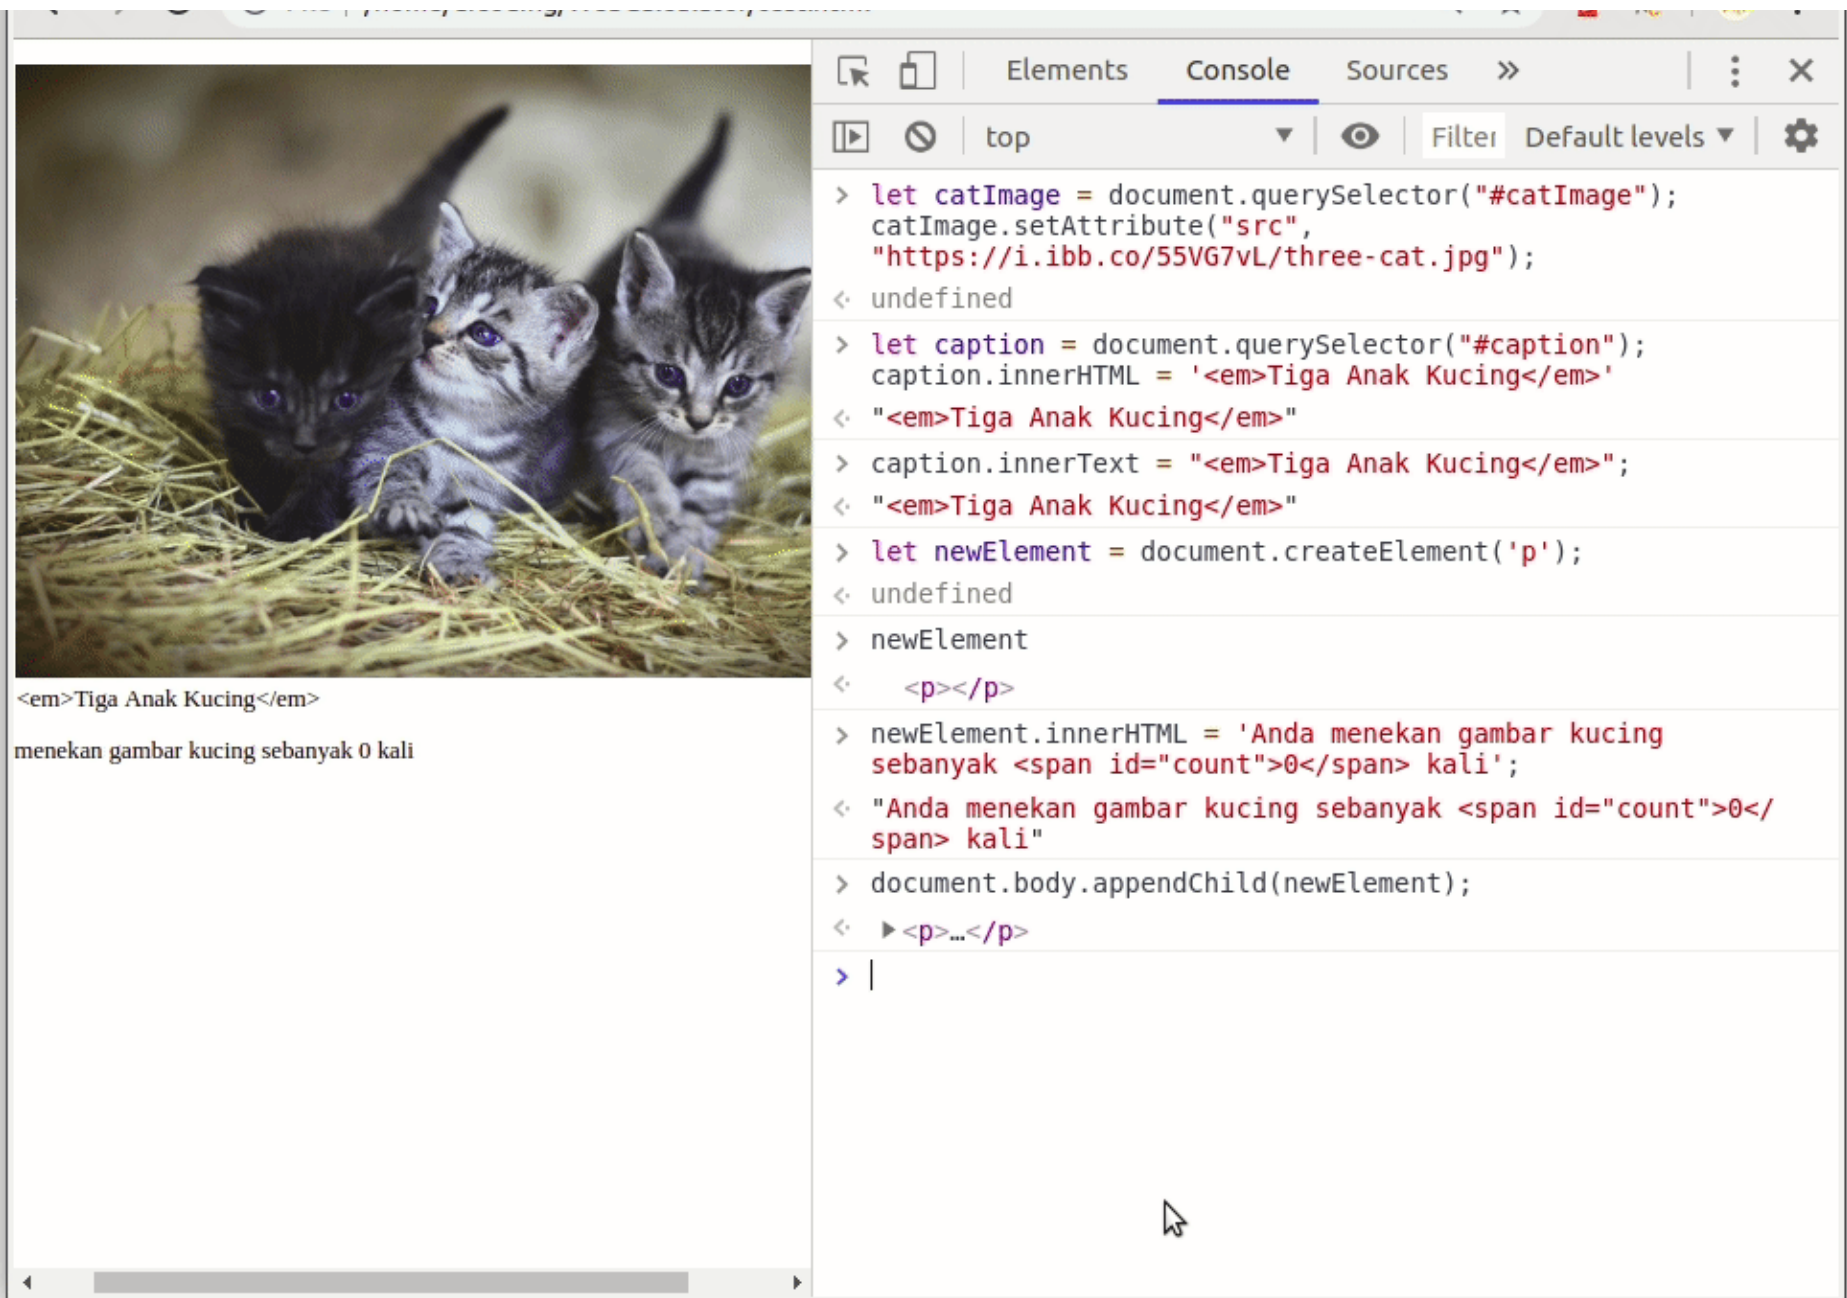 <em>Tiga Anak Kucing</em>
menekan gambar kucing sebanyak 0 kali
Elements Console Sources »
top Filter Default levels
> let catImage = document.querySelector("#catImage");
catImage.setAttribute("src",
"https://i.ibb.co/55VG7vL/three-cat.jpg");
undefined
> let caption = document.querySelector("#caption");
caption.innerHTML = '<em>Tiga Anak Kucing</em>'
"<em>Tiga Anak Kucing</em>"
> caption.innerText = "<em>Tiga Anak Kucing</em>";
"<em>Tiga Anak Kucing</em>"
> let newElement = document.createElement('p');
undefined
> newElement
<p></p>
> newElement.innerHTML = 'Anda menekan gambar kucing
sebanyak <span id="count">0</span> kali';
"Anda menekan gambar kucing sebanyak <span id="count">0</
span> kali"
> document.body.appendChild(newElement);
<p>…</p>
>